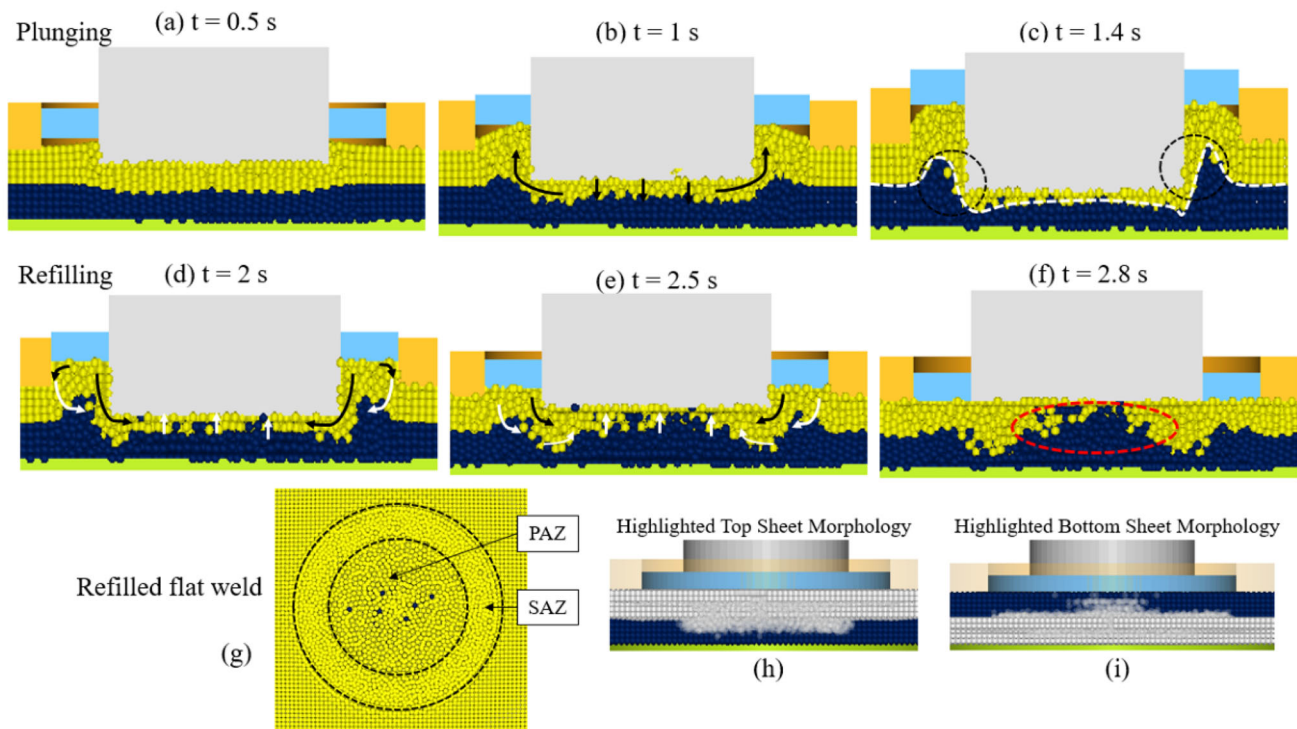 Plunging
(a) t = 0.5 s
(b) t = 1 s
(c) t = 1.4 s
Refilling
(d) t = 2 s
(e) t = 2.5 s
(f) t = 2.8 s
PAZ
SAZ
Refilled flat weld
(g)
Highlighted Top Sheet Morphology
(h)
Highlighted Bottom Sheet Morphology
(i)